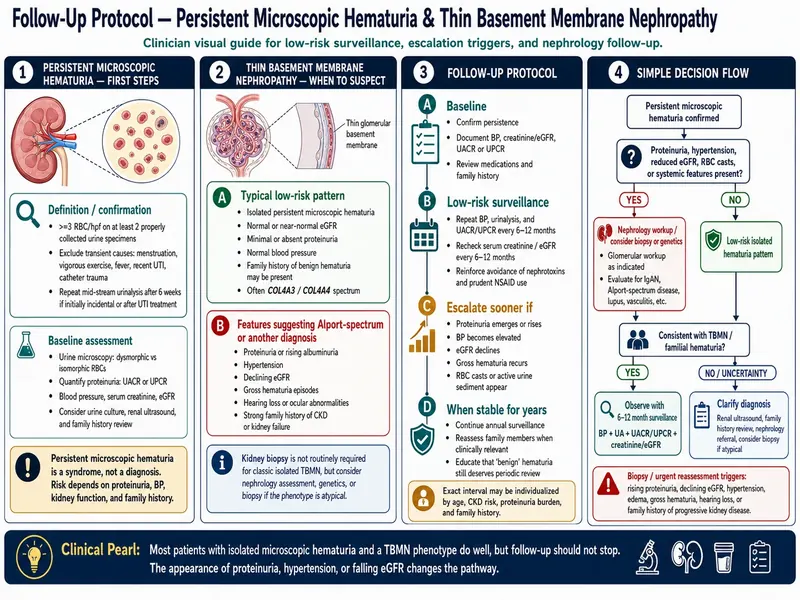 Follow-Up Protocol — Persistent Microscopic Hematuria & Thin Basement Membrane Nephropathy
Clinician visual guide for low-risk surveillance, escalation triggers, and nephrology follow-up.
1
PERSISTENT MICROSCOPIC
HEMATURIA — FIRST STEPS
Definition / confirmation
• >=3 RBC/hpf on at least 2 properly
collected urine specimens
• Exclude transient causes: menstruation,
vigorous exercise, fever, recent UTI,
catheter trauma
• Repeat mid-stream urinalysis after 6 weeks
if initially incidental or after UTI treatment
Baseline assessment
• Urine microscopy: dysmorphic vs
isomorphic RBCs
• Quantify proteinuria: UACR or UPCR
• Blood pressure, serum creatinine, eGFR
• Consider urine culture, renal ultrasound,
and family history review
Persistent microscopic hematuria
is a syndrome, not a diagnosis.
Risk depends on proteinuria, BP,
kidney function, and family history.
2
THIN BASEMENT MEMBRANE
NEPHROPATHY — WHEN TO SUSPECT
Thin glomerular
basement
membrane
A
Typical low-risk pattern
• Isolated persistent microscopic hematuria
• Normal or near-normal eGFR
• Minimal or absent proteinuria
• Normal blood pressure
• Family history of benign hematuria
may be present
• Often COL4A3 / COL4A4 spectrum
B
Features suggesting Alport-spectrum
or another diagnosis
• Proteinuria or rising albuminuria
• Hypertension
• Declining eGFR
• Gross hematuria episodes
• Hearing loss or ocular abnormalities
• Strong family history of CKD
or kidney failure
Kidney biopsy is not routinely required
for classic isolated TBMN, but consider
nephrology assessment, genetics, or
biopsy if the phenotype is atypical.
3
FOLLOW-UP PROTOCOL
A
Baseline
• Confirm persistence
• Document BP, creatinine/eGFR,
UACR or UPCR
• Review medications and
family history
B
Low-risk surveillance
• Repeat BP, urinalysis, and
UACR/UPCR every 6–12 months
• Recheck serum creatinine / eGFR
every 6–12 months
• Reinforce avoidance of nephrotoxins
and prudent NSAID use
C
Escalate sooner if
• Proteinuria emerges or rises
• BP becomes elevated
• eGFR declines
• Gross hematuria recurs
• RBC casts or active urine
sediment appear
D
When stable for years
• Continue annual surveillance
• Reassess family members when
clinically relevant
• Educate that ‘benign’ hematuria
still deserves periodic review
Exact interval may be individualized
by age, CKD risk, proteinuria burden,
and family history.
4
SIMPLE DECISION FLOW
Persistent microscopic
hematuria confirmed
?
Proteinuria, hypertension,
reduced eGFR, RBC casts,
or systemic features present?
YES
NO
Nephrology workup /
consider biopsy or genetics
• Glomerular workup
as indicated
• Evaluate for IgAN,
Alport-spectrum disease,
lupus, vasculitis, etc.
Low-risk isolated
hematuria pattern
Consistent with TBMN /
familial hematuria?
YES
NO / UNCERTAINTY
Observe with
6–12 month surveillance
BP + UA + UACR/UPCR +
creatinine/eGFR
Clarify diagnosis
Renal ultrasound, family
history review, nephrology
referral, consider biopsy
if atypical
Biopsy / urgent reassessment triggers:
rising proteinuria, declining eGFR, hypertension,
edema, gross hematuria, hearing loss, or
family history of progressive kidney disease.
Clinical Pearl: Most patients with isolated microscopic hematuria and a TBMN phenotype do well, but follow-up should not stop.
The appearance of proteinuria, hypertension, or falling eGFR changes the pathway.